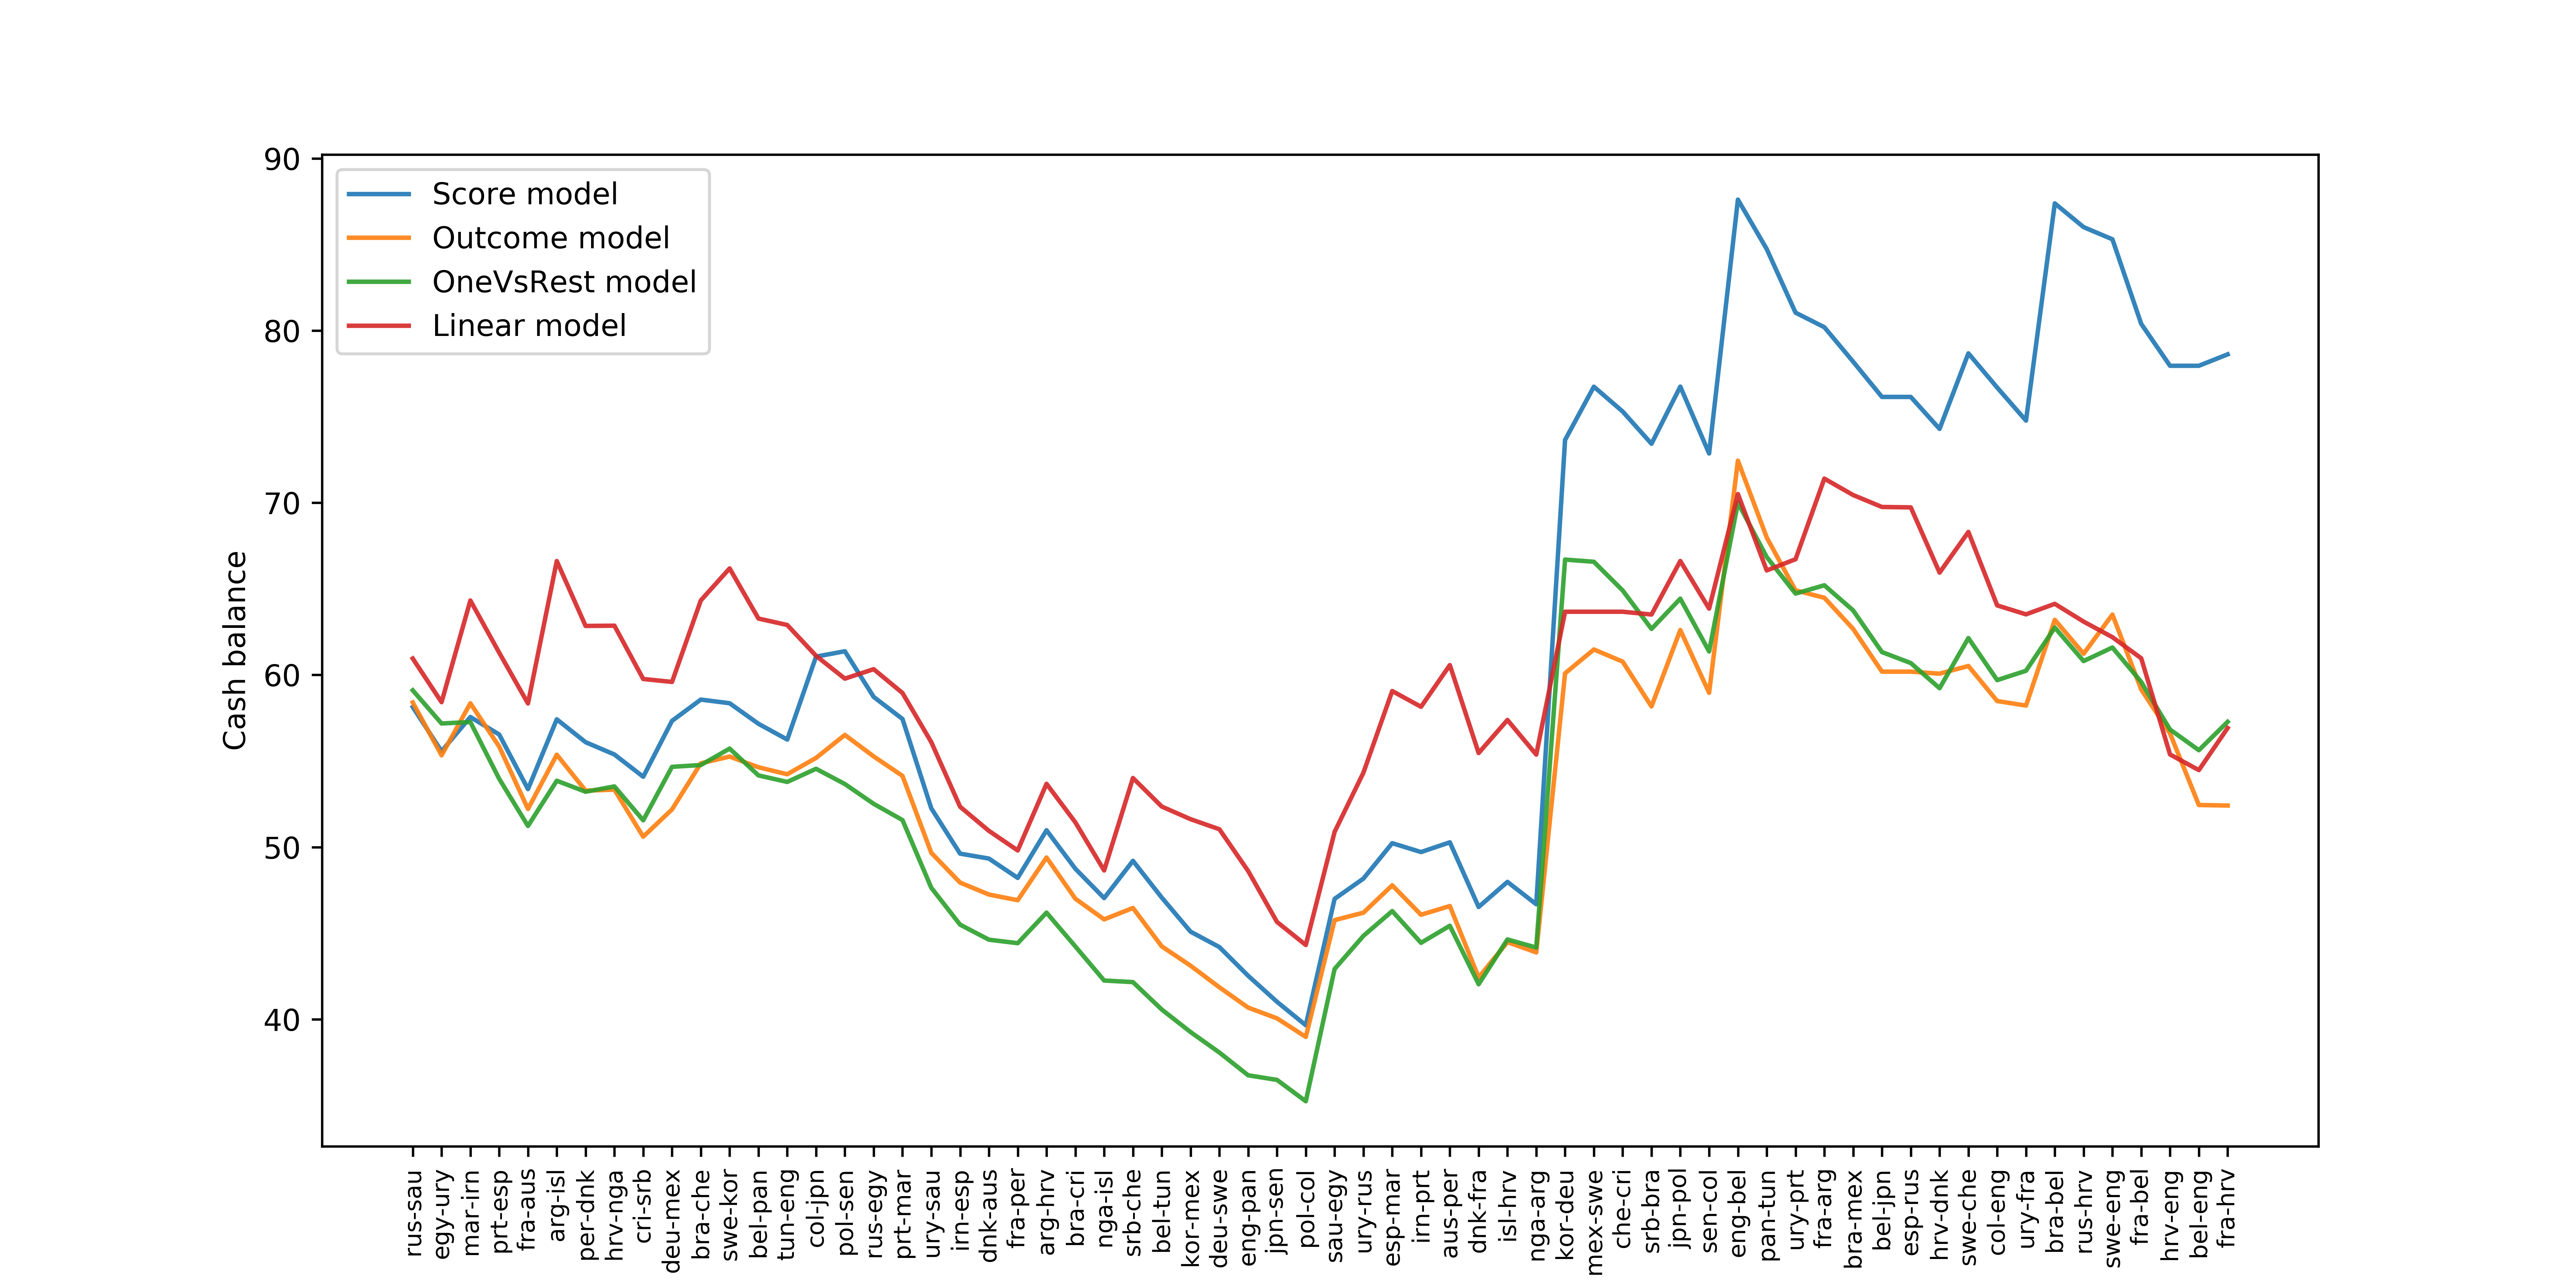 90
80
70
60
50
40
Cash balance
Score model
Outcome model
OneVsRest model
Linear model
rus-sau
egy-ury
mar-irn
prt-esp
fra-aus
arg-isl
per-dnk
hrv-nga
cri-srb
deu-mex
bra-che
swe-kor
bel-pan
tun-eng
col-jpn
pol-sen
rus-egy
prt-mar
ury-sau
irn-esp
dnk-aus
fra-per
arg-hrv
bra-cri
nga-isl
srb-che
bel-tun
kor-mex
deu-swe
eng-pan
jpn-sen
pol-col
sau-egy
ury-rus
esp-mar
irn-prt
aus-per
dnk-fra
isl-hrv
nga-arg
kor-deu
mex-swe
che-cri
srb-bra
jpn-pol
sen-col
eng-bel
pan-tun
ury-prt
fra-arg
bra-mex
bel-jpn
esp-rus
hrv-dnk
swe-che
col-eng
ury-fra
bra-bel
rus-hrv
swe-eng
fra-bel
hrv-eng
bel-eng
fra-hrv